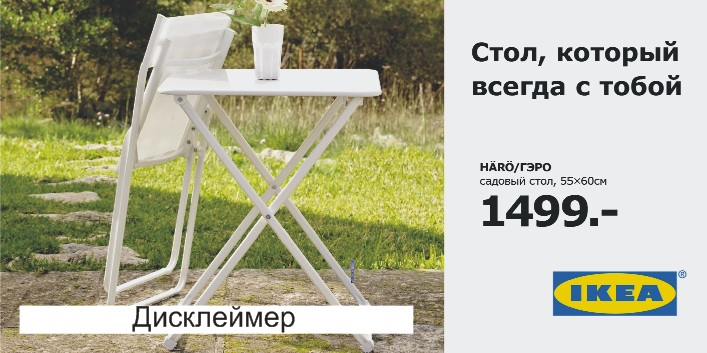 Стол, который
всегда с тобой
HÄRÖ/ГЭРО
садовый стол, 55×60см
1499.-
IKEA®
Дисклеймер